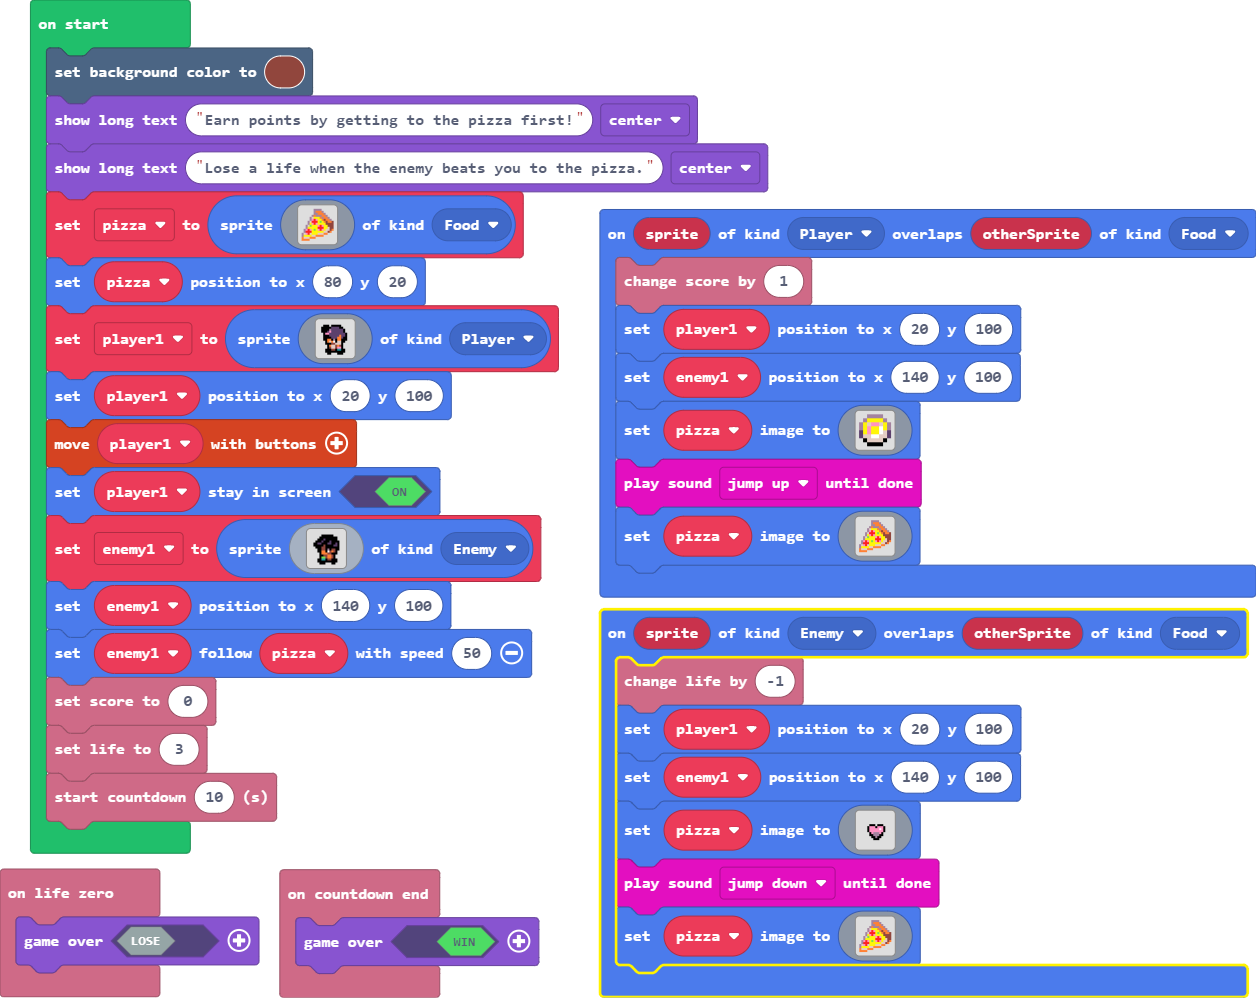 on start
set background color to
show long text "Earn points by getting to the pizza first!" center
show long text "Lose a life when the enemy beats you to the pizza." center
set pizza to sprite of kind Food
set pizza position to x 80 y 20
set player1 to sprite of kind Player
set player1 position to x 20 y 100
move player1 with buttons
set player1 stay in screen ON
set enemy1 to sprite of kind Enemy
set enemy1 position to x 140 y 100
set enemy1 follow pizza with speed 50
set score to 0
set life to 3
start countdown 10 (s)
on life zero
game over LOSE
on countdown end
game over WIN
on sprite of kind Player overlaps otherSprite of kind Food
change score by 1
set player1 position to x 20 y 100
set enemy1 position to x 140 y 100
set pizza image to
play sound jump up until done
set pizza image to
on sprite of kind Enemy overlaps otherSprite of kind Food
change life by -1
set player1 position to x 20 y 100
set enemy1 position to x 140 y 100
set pizza image to
play sound jump down until done
set pizza image to